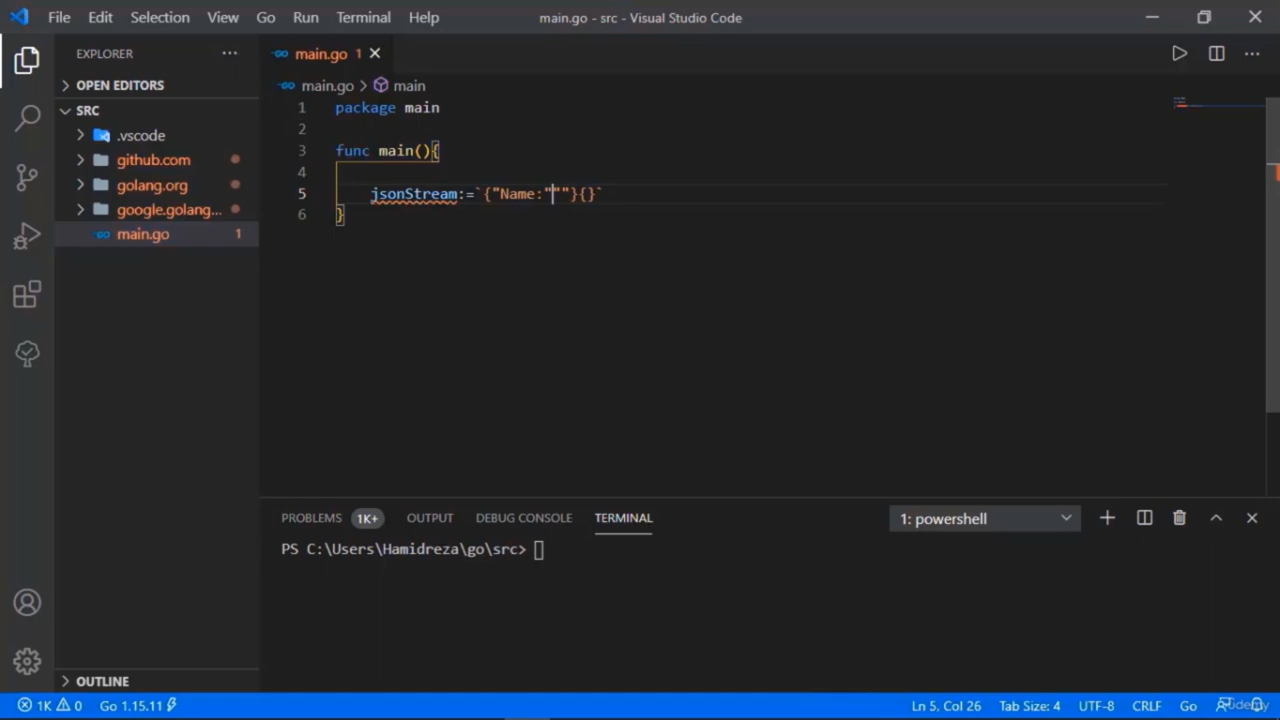 File Edit Selection View Go Run Terminal Help main.go - src - Visual Studio Code
EXPLORER
OPEN EDITORS
SRC
.vscode
github.com
golang.org
google.golang...
main.go 1
OUTLINE
main.go 1
main.go > main
1 package main
2
3 func main(){
4
5 jsonStream:=`{"Name:"""}{}`
6 }
PROBLEMS 1K+ OUTPUT DEBUG CONSOLE TERMINAL 1: powershell
PS C:\Users\Hamidreza\go\src>
1K 0 Go 1.15.11 Ln 5, Col 26 Tab Size: 4 UTF-8 CRLF Go